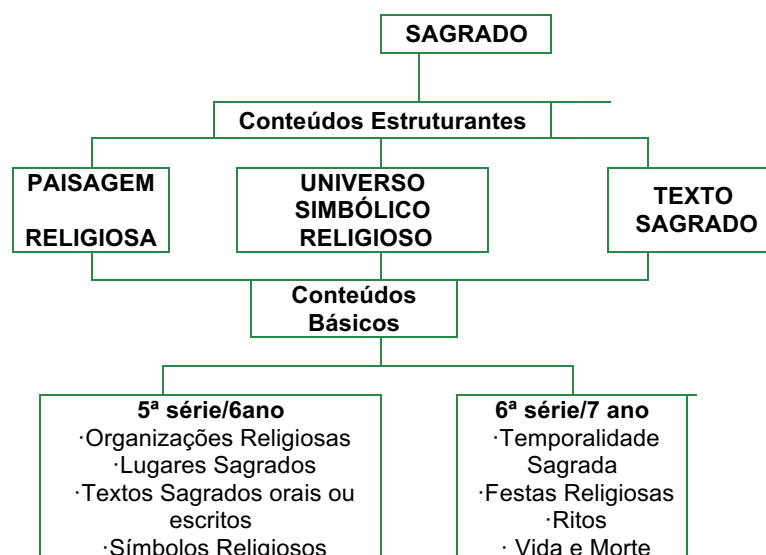 SAGRADO
Conteúdos Estruturantes
PAISAGEM
RELIGIOSA
UNIVERSO
SIMBÓLICO
RELIGIOSO
TEXTO
SAGRADO
Conteúdos
Básicos
5ª série/6ano
·Organizações Religiosas
·Lugares Sagrados
·Textos Sagrados orais ou
escritos
·Símbolos Religiosos
6ª série/7 ano
·Temporalidade
Sagrada
·Festas Religiosas
·Ritos
· Vida e Morte